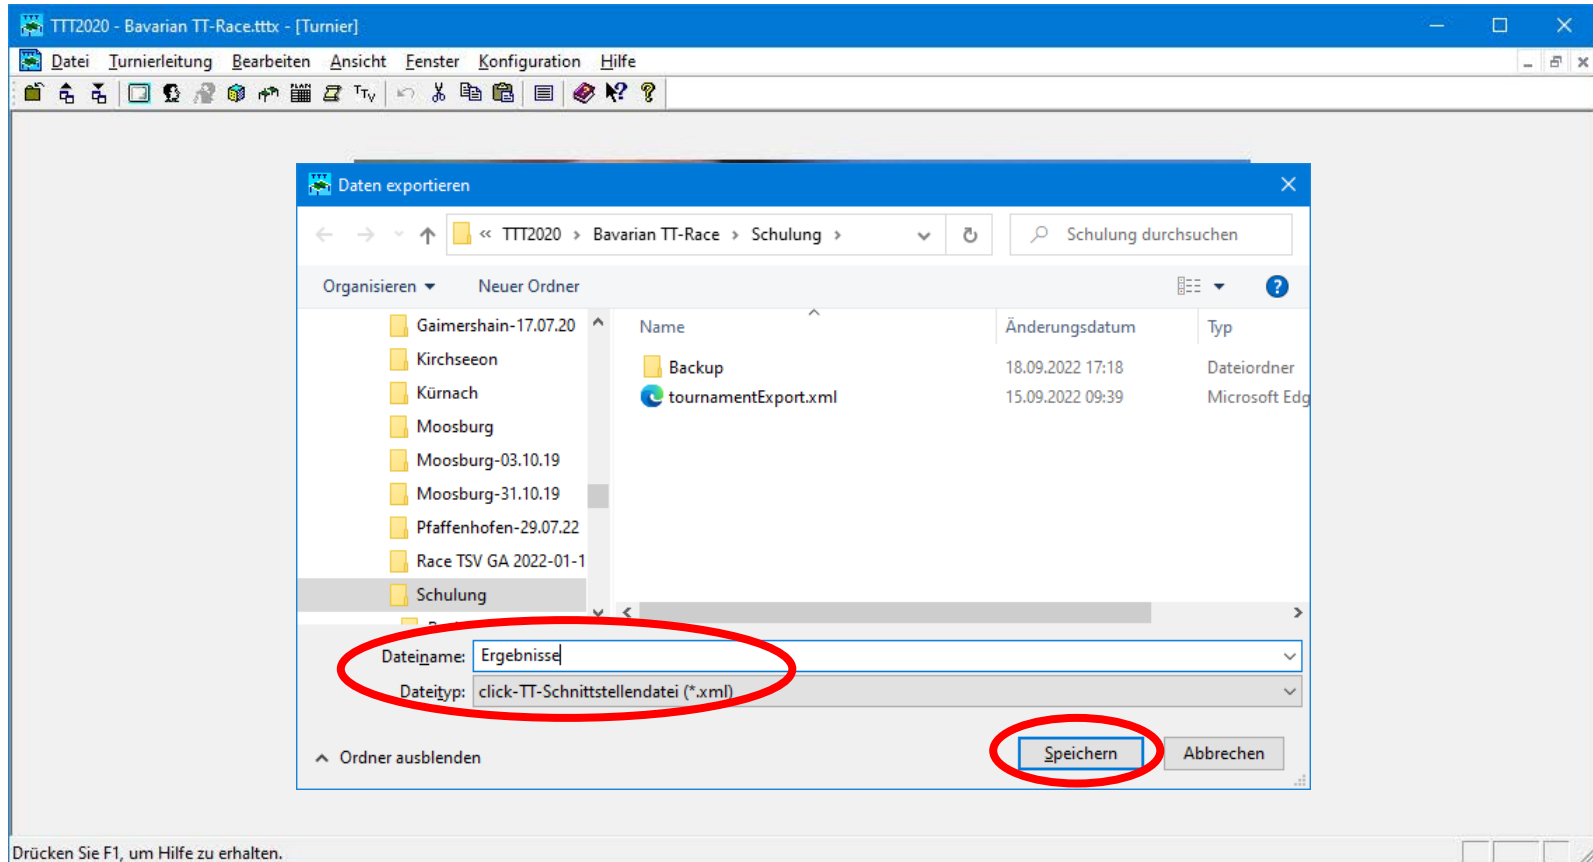 TTT2020 - Bavarian TT-Race.tttx - [Turnier]
Datei Turnierleitung Bearbeiten Ansicht Fenster Konfiguration Hilfe
PLAN TTV
Daten exportieren
« TTT2020 › Bavarian TT-Race › Schulung ›
Schulung durchsuchen
Organisieren
Neuer Ordner
Gaimershain-17.07.20
Kirchseeon
Kürnach
Moosburg
Moosburg-03.10.19
Moosburg-31.10.19
Pfaffenhofen-29.07.22
Race TSV GA 2022-01-1
Schulung
Name Änderungsdatum Typ
Backup 18.09.2022 17:18 Dateiordner
tournamentExport.xml 15.09.2022 09:39 Microsoft Edg
Dateiname: Ergebnisse
Dateityp: click-TT-Schnittstellendatei (*.xml)
Ordner ausblenden
Speichern
Abbrechen
Drücken Sie F1, um Hilfe zu erhalten.